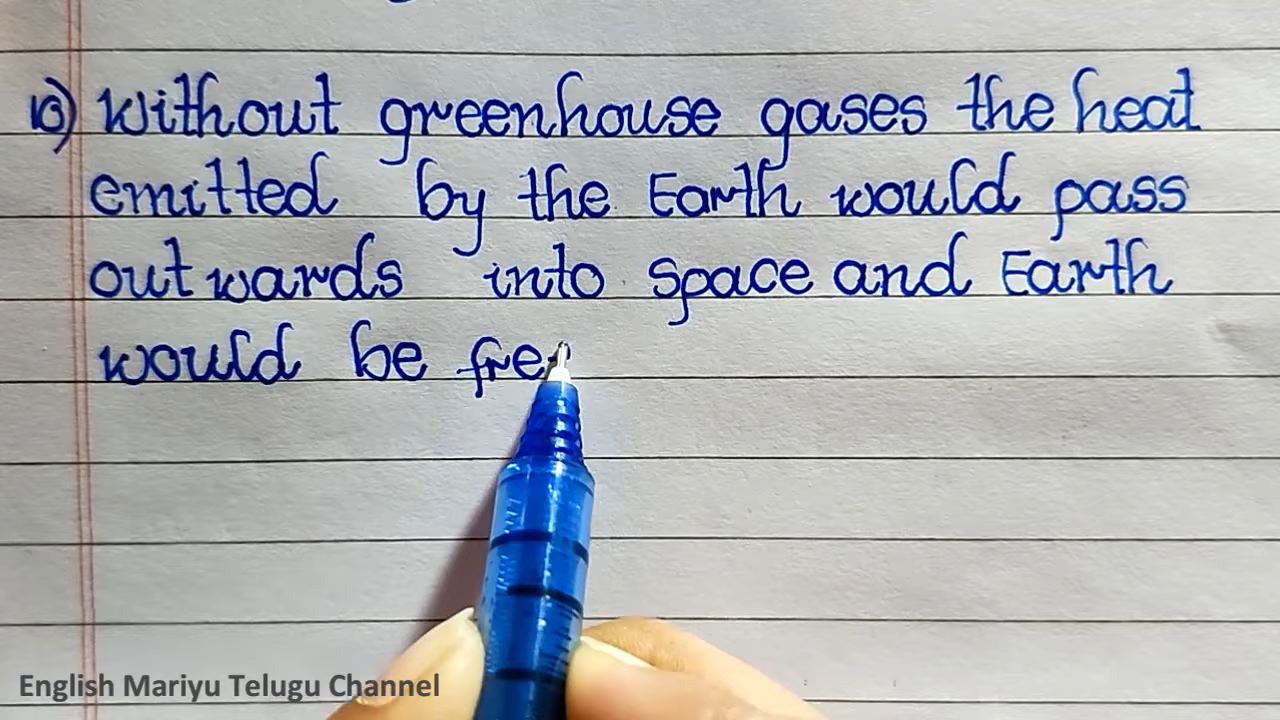 10) Without greenhouse gases the heat
emitted by the Earth would pass
outwards into space and Earth
would be fre
English Mariyu Telugu Channel